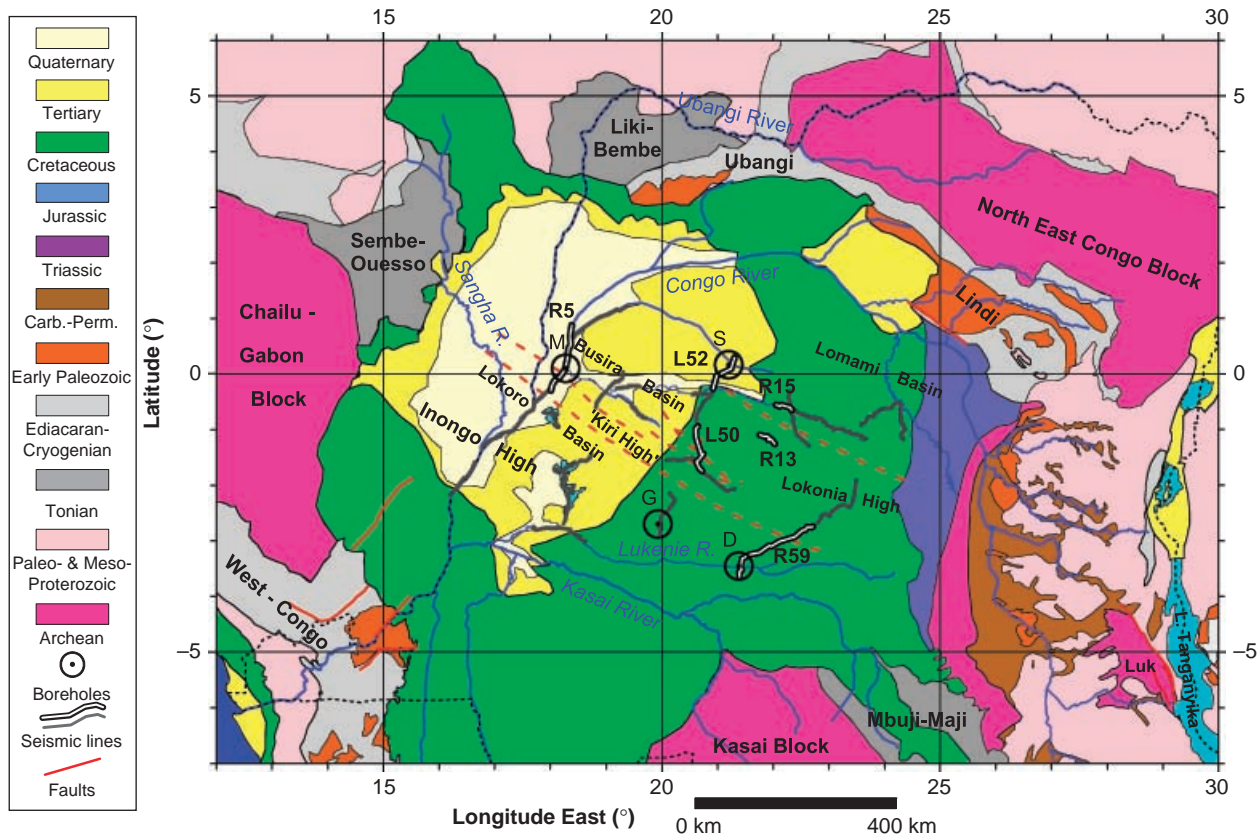 Quaternary
Tertiary
Cretaceous
Jurassic
Triassic
Carb.-Perm.
Early Paleozoic
Ediacaran-
Cryogenian
Tonian
Paleo- & Meso-
Proterozoic
Archean
Boreholes
Seismic lines
Faults
15
20
25
30
5
0
−5
Latitude (°)
5
0
−5
15
20
25
30
Longitude East (°)
0 km
400 km
Liki-
Bembe
Ubangi River
Ubangi
North East Congo Block
Sembe-
Ouesso
Sangha R.
Congo River
Chailu -
Gabon
Block
R5
M
Busira
Basin
S
L52
Lomami
Basin
Lindi
R15
Lokoro
Basin
'Kiri High'
Inongo
High
L50
R13
Lokonia High
G
D
R59
Lukenie R.
Kasai River
West - Congo
Kasai Block
Mbuji-Maji
Luk
L. Tanganyika